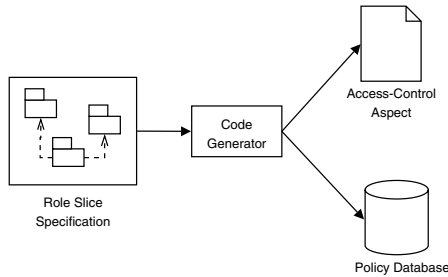 Role Slice
Specification
Code
Generator
Access-Control
Aspect
Policy Database